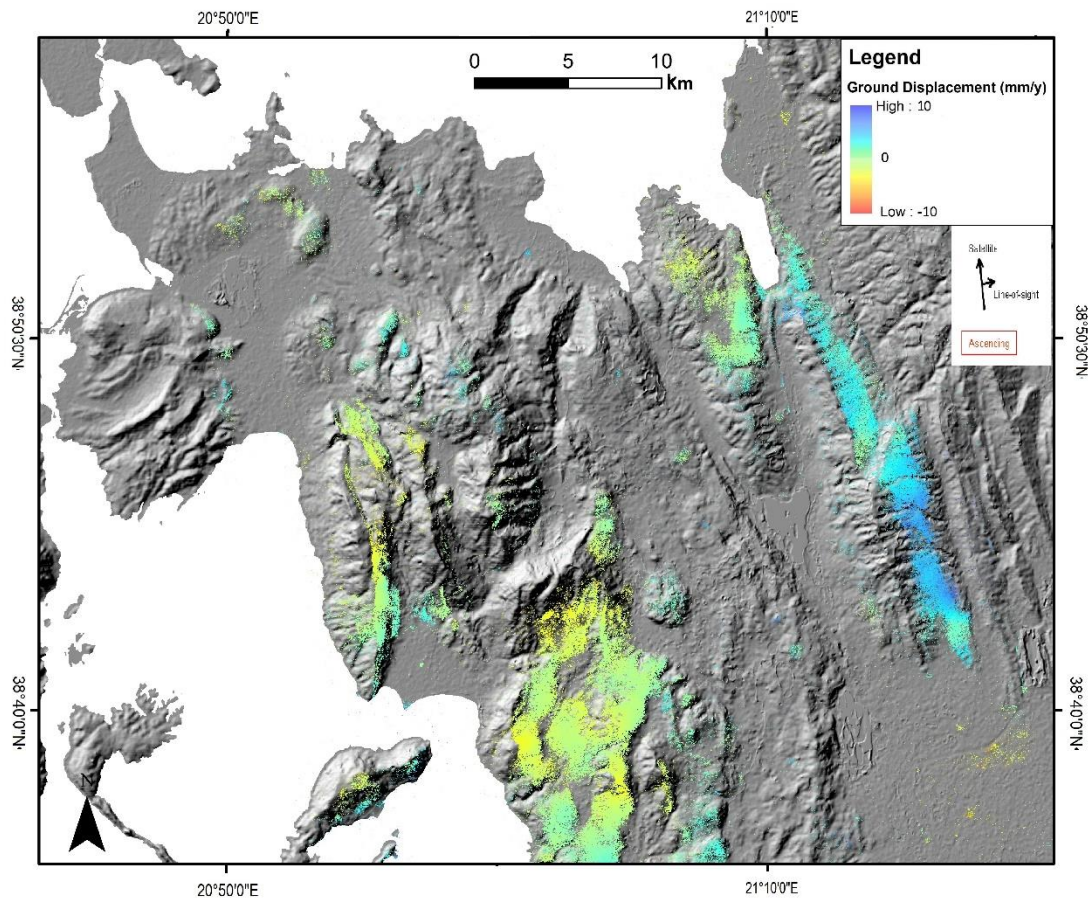 20°50'0"E
21°10'0"E
0 5 10
Km
Legend
Ground Displacement (mm/y)
High : 10
0
Low : -10
Satellite
Line-of-sight
Ascending
38°50'30"N
38°50'30"N
38°40'0"N
38°40'0"N
20°50'0"E
21°10'0"E